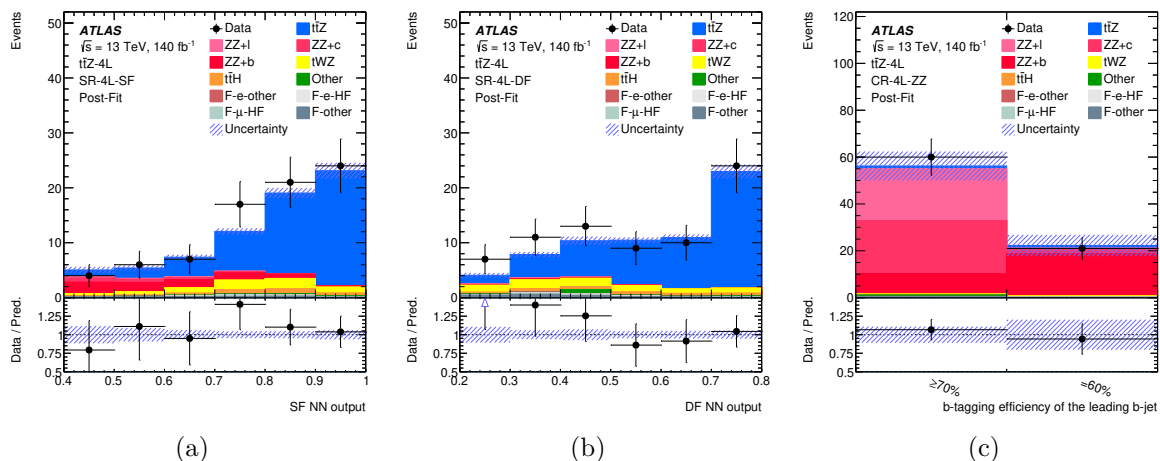 Events
50
40
30
20
10
0
ATLAS
√s = 13 TeV, 140 fb⁻¹
tt̄Z-4L
SR-4L-SF
Post-Fit
Data
tt̄Z
ZZ+l
ZZ+c
ZZ+b
tWZ
tt̄H
Other
F-e-other
F-e-HF
F-μ-HF
F-other
Uncertainty
Data / Pred.
1.25
1
0.75
0.5
0.4 0.5 0.6 0.7 0.8 0.9 1
SF NN output
(a)
Events
50
40
30
20
10
0
ATLAS
√s = 13 TeV, 140 fb⁻¹
tt̄Z-4L
SR-4L-DF
Post-Fit
Data
tt̄Z
ZZ+l
ZZ+c
ZZ+b
tWZ
tt̄H
Other
F-e-other
F-e-HF
F-μ-HF
F-other
Uncertainty
Data / Pred.
1.25
1
0.75
0.5
0.2 0.3 0.4 0.5 0.6 0.7 0.8
DF NN output
(b)
Events
120
100
80
60
40
20
0
ATLAS
√s = 13 TeV, 140 fb⁻¹
tt̄Z-4L
CR-4L-ZZ
Post-Fit
Data
tt̄Z
ZZ+l
ZZ+c
ZZ+b
tWZ
tt̄H
Other
F-e-other
F-e-HF
F-μ-HF
F-other
Uncertainty
Data / Pred.
1.25
1
0.75
0.5
≥70% =60%
b-tagging efficiency of the leading b-jet
(c)